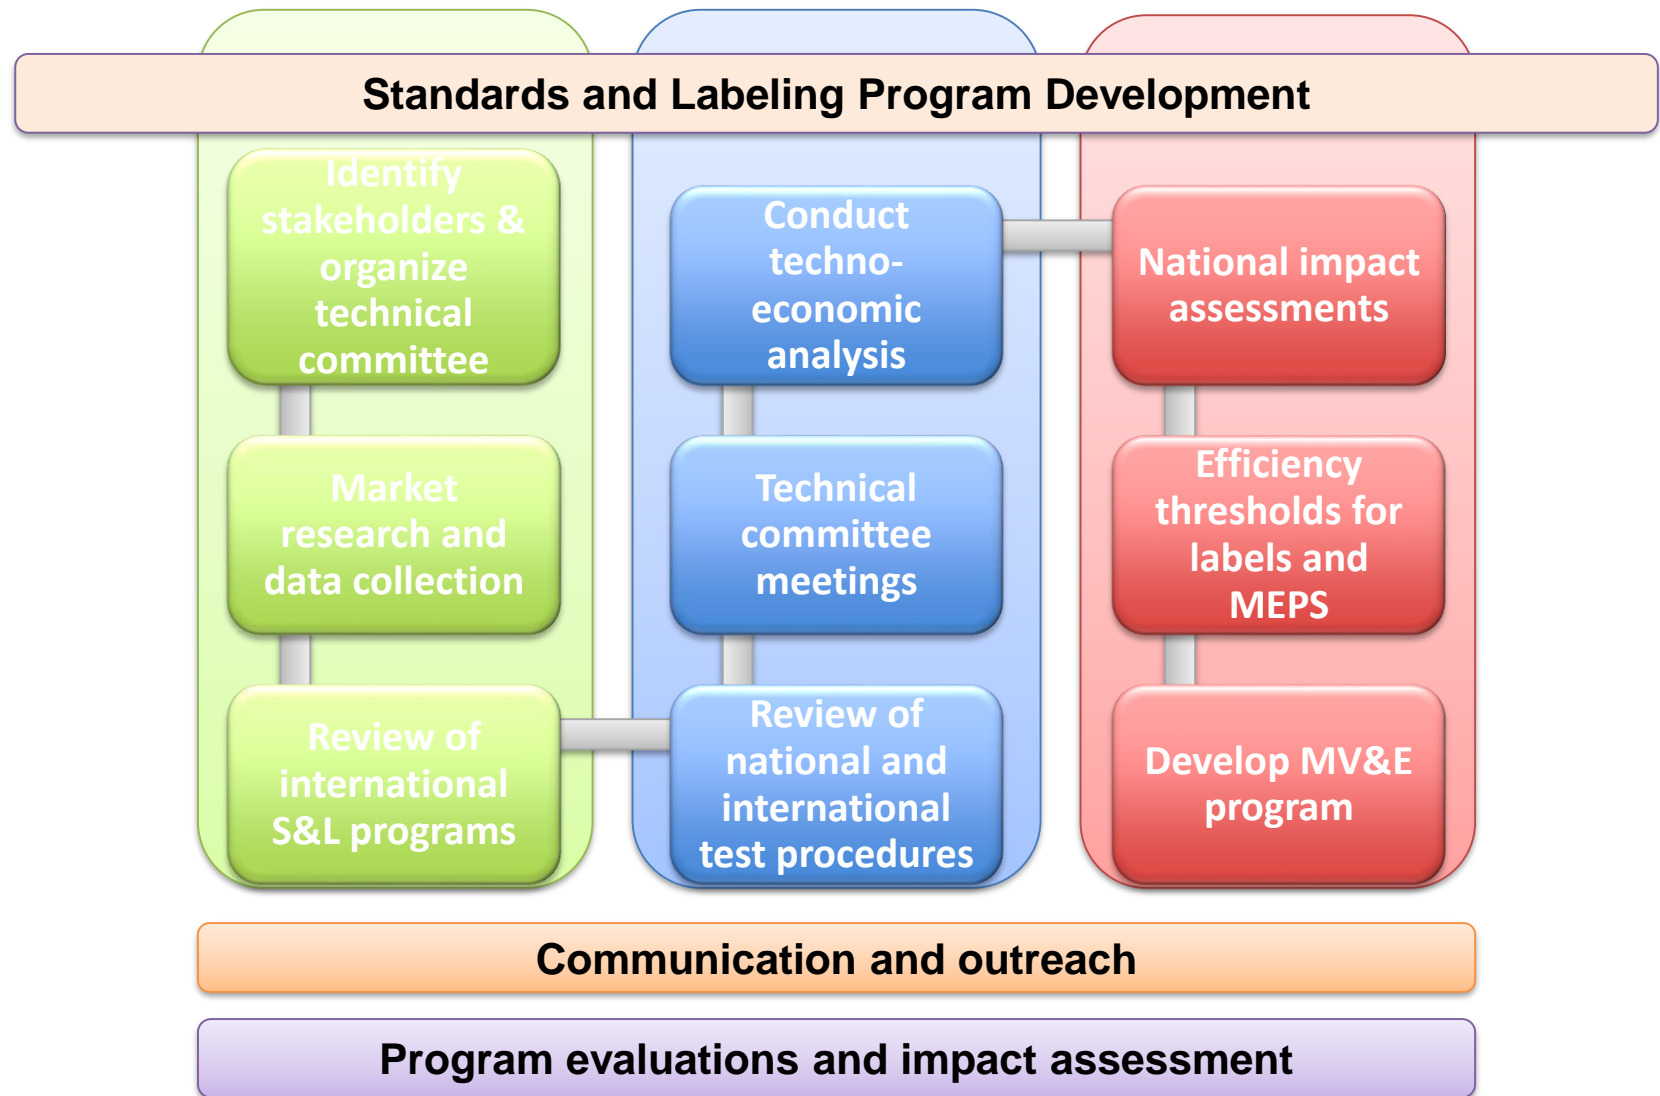 Standards and Labeling Program Development
Identify
stakeholders &
organize
technical
committee
Market
research and
data collection
Review of
international
S&L programs
Conduct
techno-
economic
analysis
Technical
committee
meetings
Review of
national and
international
test procedures
National impact
assessments
Efficiency
thresholds for
labels and
MEPS
Develop MV&E
program
Communication and outreach
Program evaluations and impact assessment